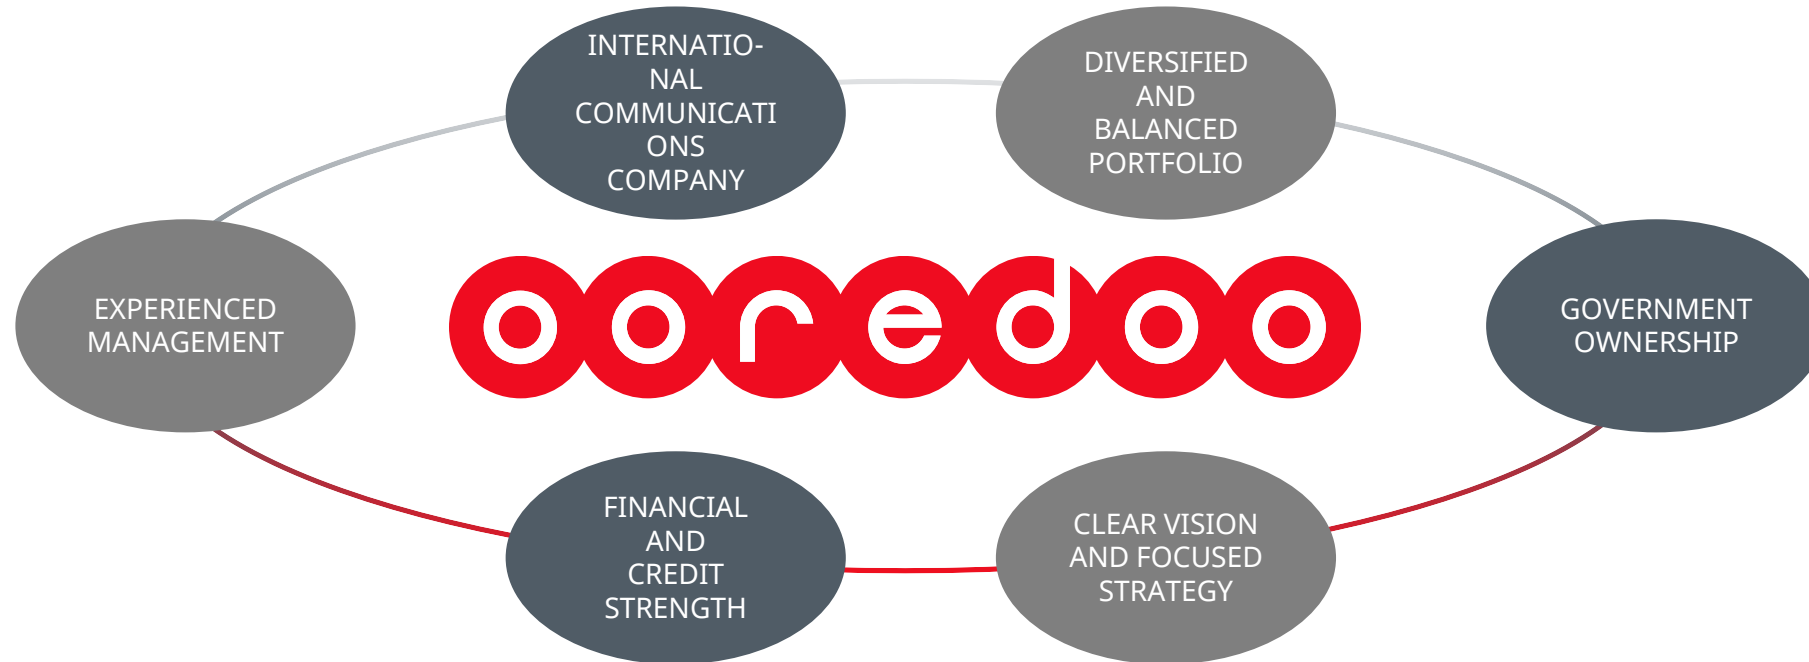 INTERNATIO-
NAL
COMMUNICATI
ONS
COMPANY
DIVERSIFIED
AND
BALANCED
PORTFOLIO
EXPERIENCED
MANAGEMENT
ooredoo
GOVERNMENT
OWNERSHIP
FINANCIAL
AND
CREDIT
STRENGTH
CLEAR VISION
AND FOCUSED
STRATEGY